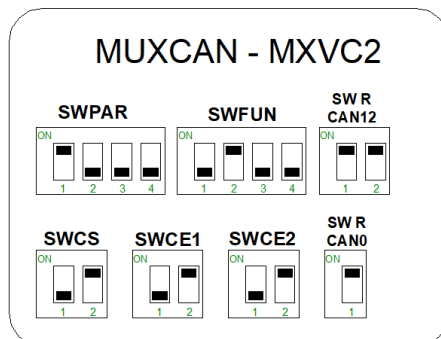 MUXCAN - MXVC2
SWPAR
SWFUN
SW R
CAN12
ON
1 2 3 4
ON
1 2 3 4
ON
1 2
SWCS
SWCE1
SWCE2
SW R
CAN0
ON
1 2
ON
1 2
ON
1 2
ON
1